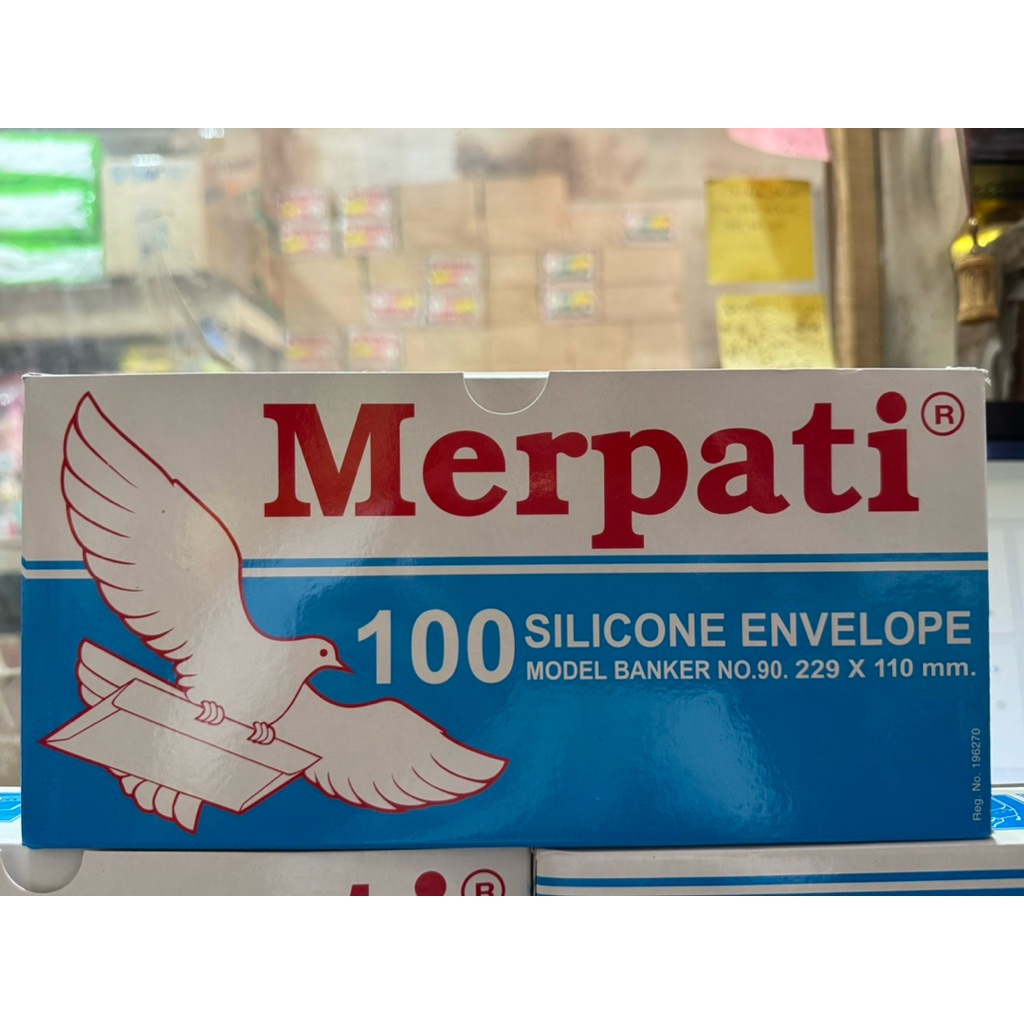 Merpati®
100 SILICONE ENVELOPE
MODEL BANKER NO.90. 229 X 110 mm.
Reg. No. 196270